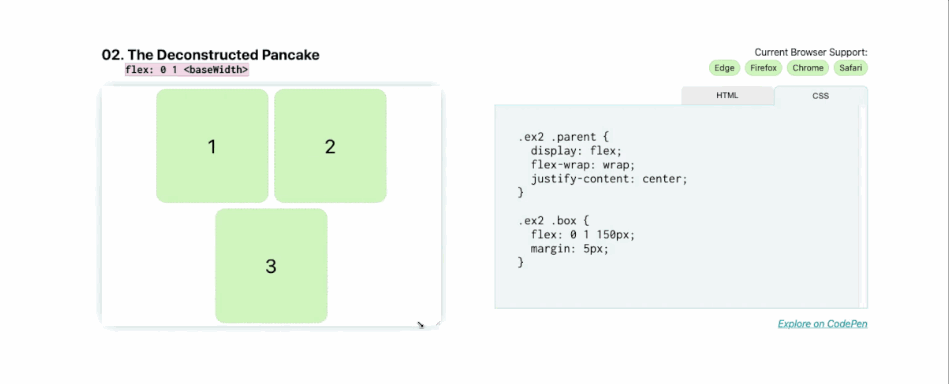 02. The Deconstructed Pancake
flex: 0 1 <baseWidth>
1
2
3
Current Browser Support:
Edge Firefox Chrome Safari
HTML CSS
.ex2 .parent {
  display: flex;
  flex-wrap: wrap;
  justify-content: center;
}

.ex2 .box {
  flex: 0 1 150px;
  margin: 5px;
}
Explore on CodePen